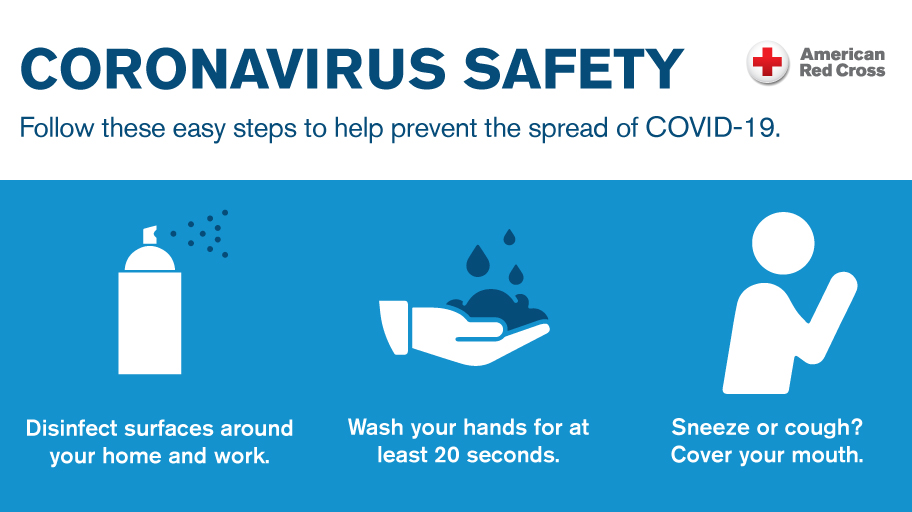 CORONAVIRUS SAFETY
American
Red Cross
Follow these easy steps to help prevent the spread of COVID-19.
Disinfect surfaces around
your home and work.
Wash your hands for at
least 20 seconds.
Sneeze or cough?
Cover your mouth.